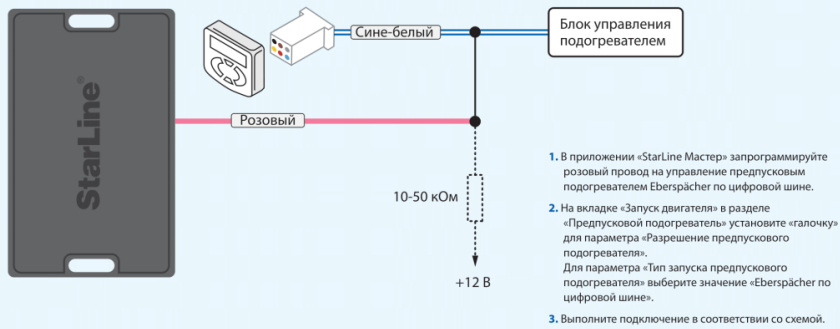 StarLine®
Сине-белый
Блок управления
подогревателем
Розовый
10-50 кОм
+12 В
1. В приложении «StarLine Мастер» запрограммируйте
розовый провод на управление предпусковым
подогревателем Eberspächer по цифровой шине.
2. На вкладке «Запуск двигателя» в разделе
«Предпусковой подогреватель» установите «галочку»
для параметра «Разрешение предпускового
подогревателя».
Для параметра «Тип запуска предпускового
подогревателя» выберите значение «Eberspächer по
цифровой шине».
3. Выполните подключение в соответствии со схемой.